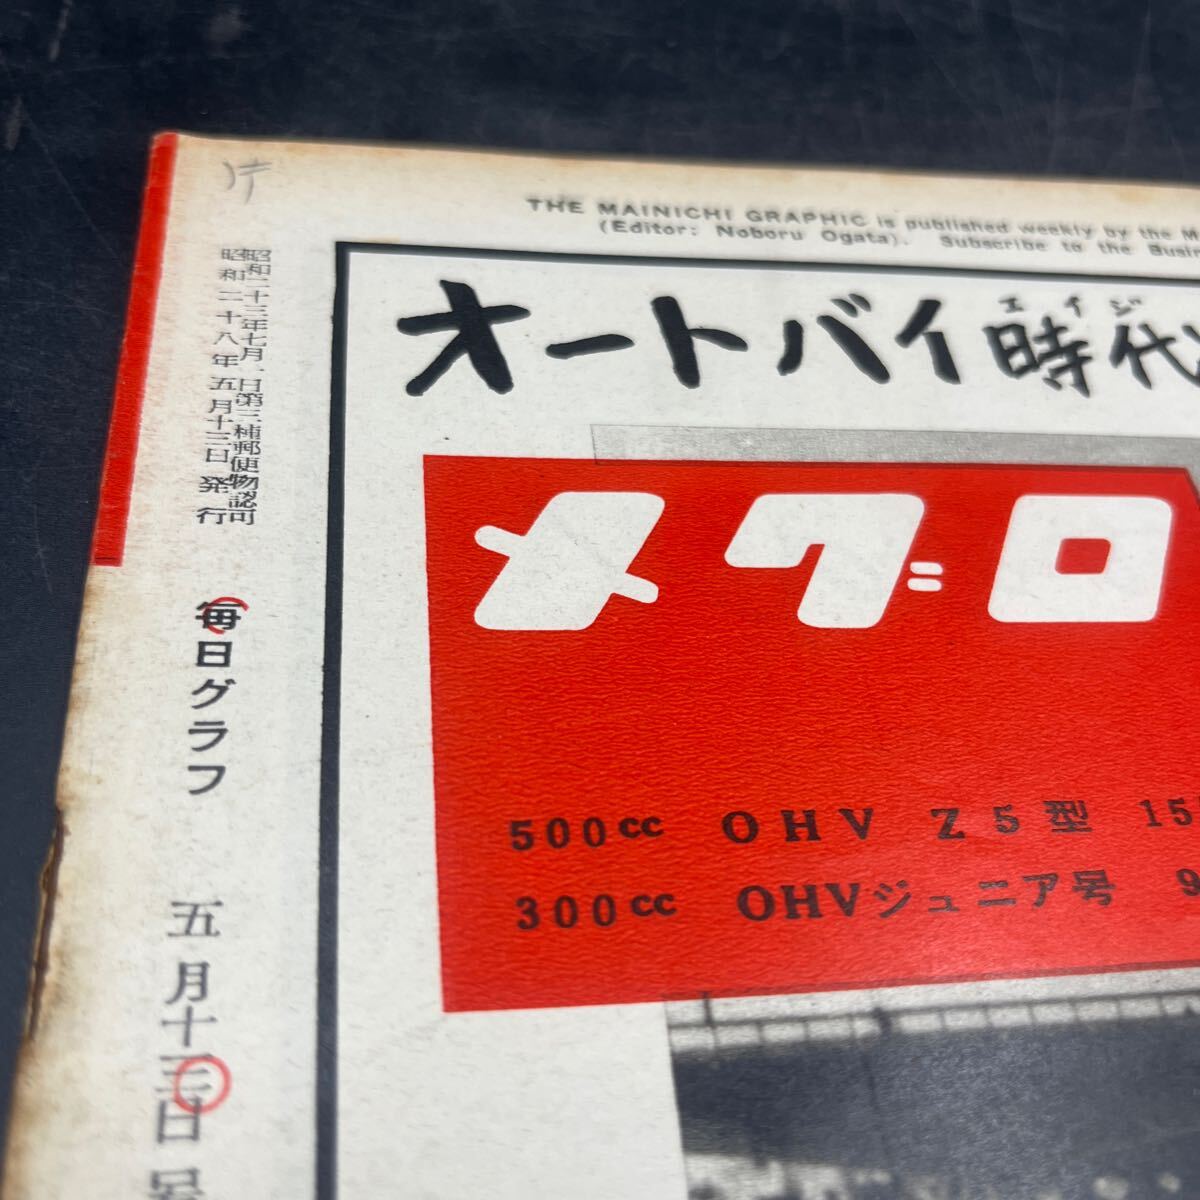 THE MAINICHI GRAPHIC is published weekly by the M
(Editor: Noboru Ogata). Subscribe to the Busin
昭和二十三年七月一日第三種郵便物認可
昭和二十八年五月十三日発行
毎日グラフ 五月十三日号
エイジ
オートバイ時代
メグロ
500cc OHV Z5型 15
300cc OHVジュニア号 9